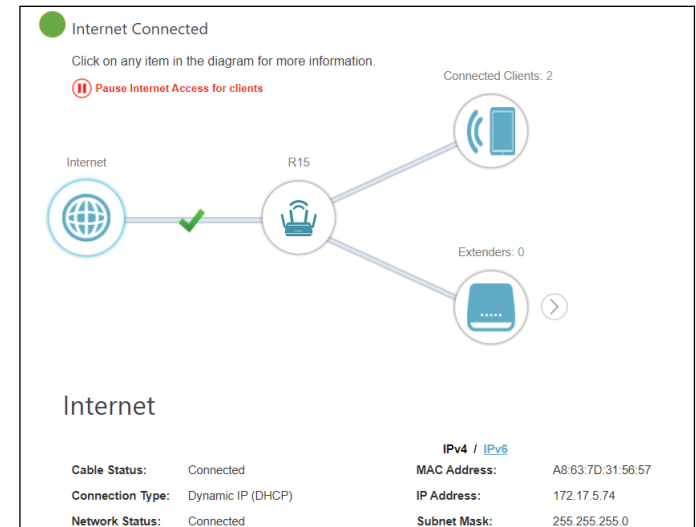 Internet Connected
Click on any item in the diagram for more information.
Pause Internet Access for clients
Connected Clients: 2
Internet
R15
Extenders: 0
Internet
IPv4 / IPv6
Cable Status: Connected MAC Address: A8:63:7D:31:56:57
Connection Type: Dynamic IP (DHCP) IP Address: 172.17.5.74
Network Status: Connected Subnet Mask: 255.255.255.0